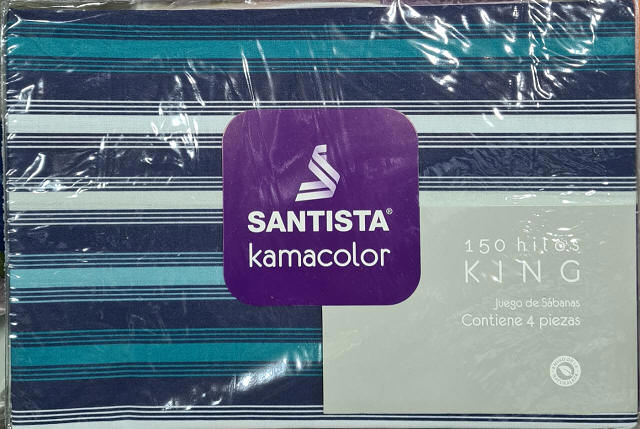 SANTISTA®
kamacolor
150 hilos
KING
Juego de Sábanas
Contiene 4 piezas